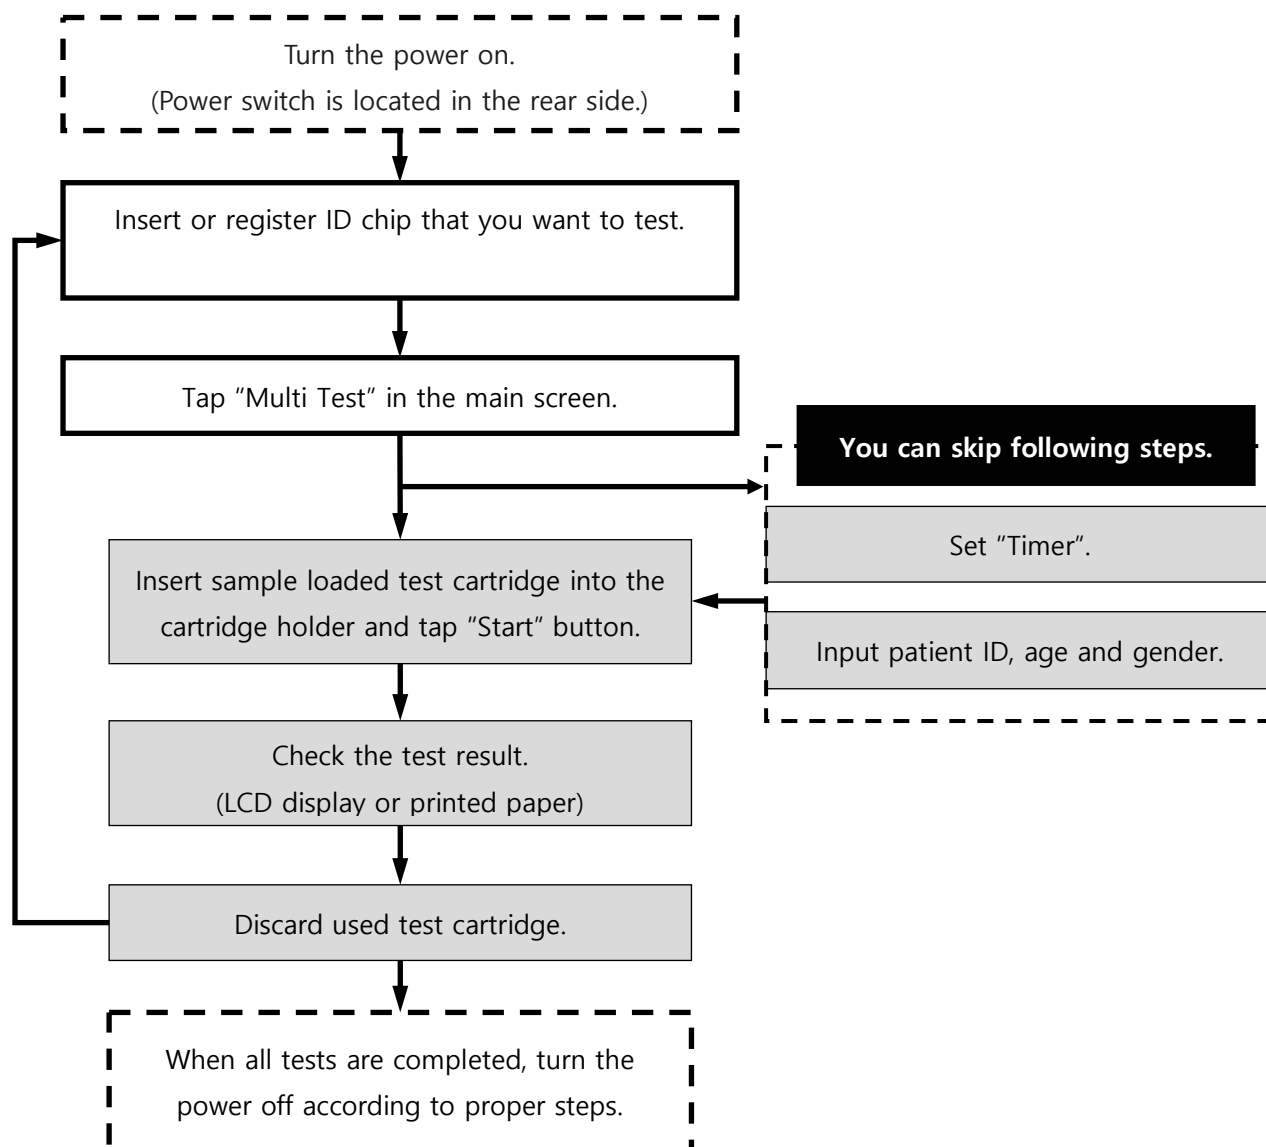 Turn the power on.
(Power switch is located in the rear side.)
Insert or register ID chip that you want to test.
Tap “Multi Test” in the main screen.
You can skip following steps.
Set “Timer”.
Input patient ID, age and gender.
Insert sample loaded test cartridge into the
cartridge holder and tap “Start” button.
Check the test result.
(LCD display or printed paper)
Discard used test cartridge.
When all tests are completed, turn the
power off according to proper steps.